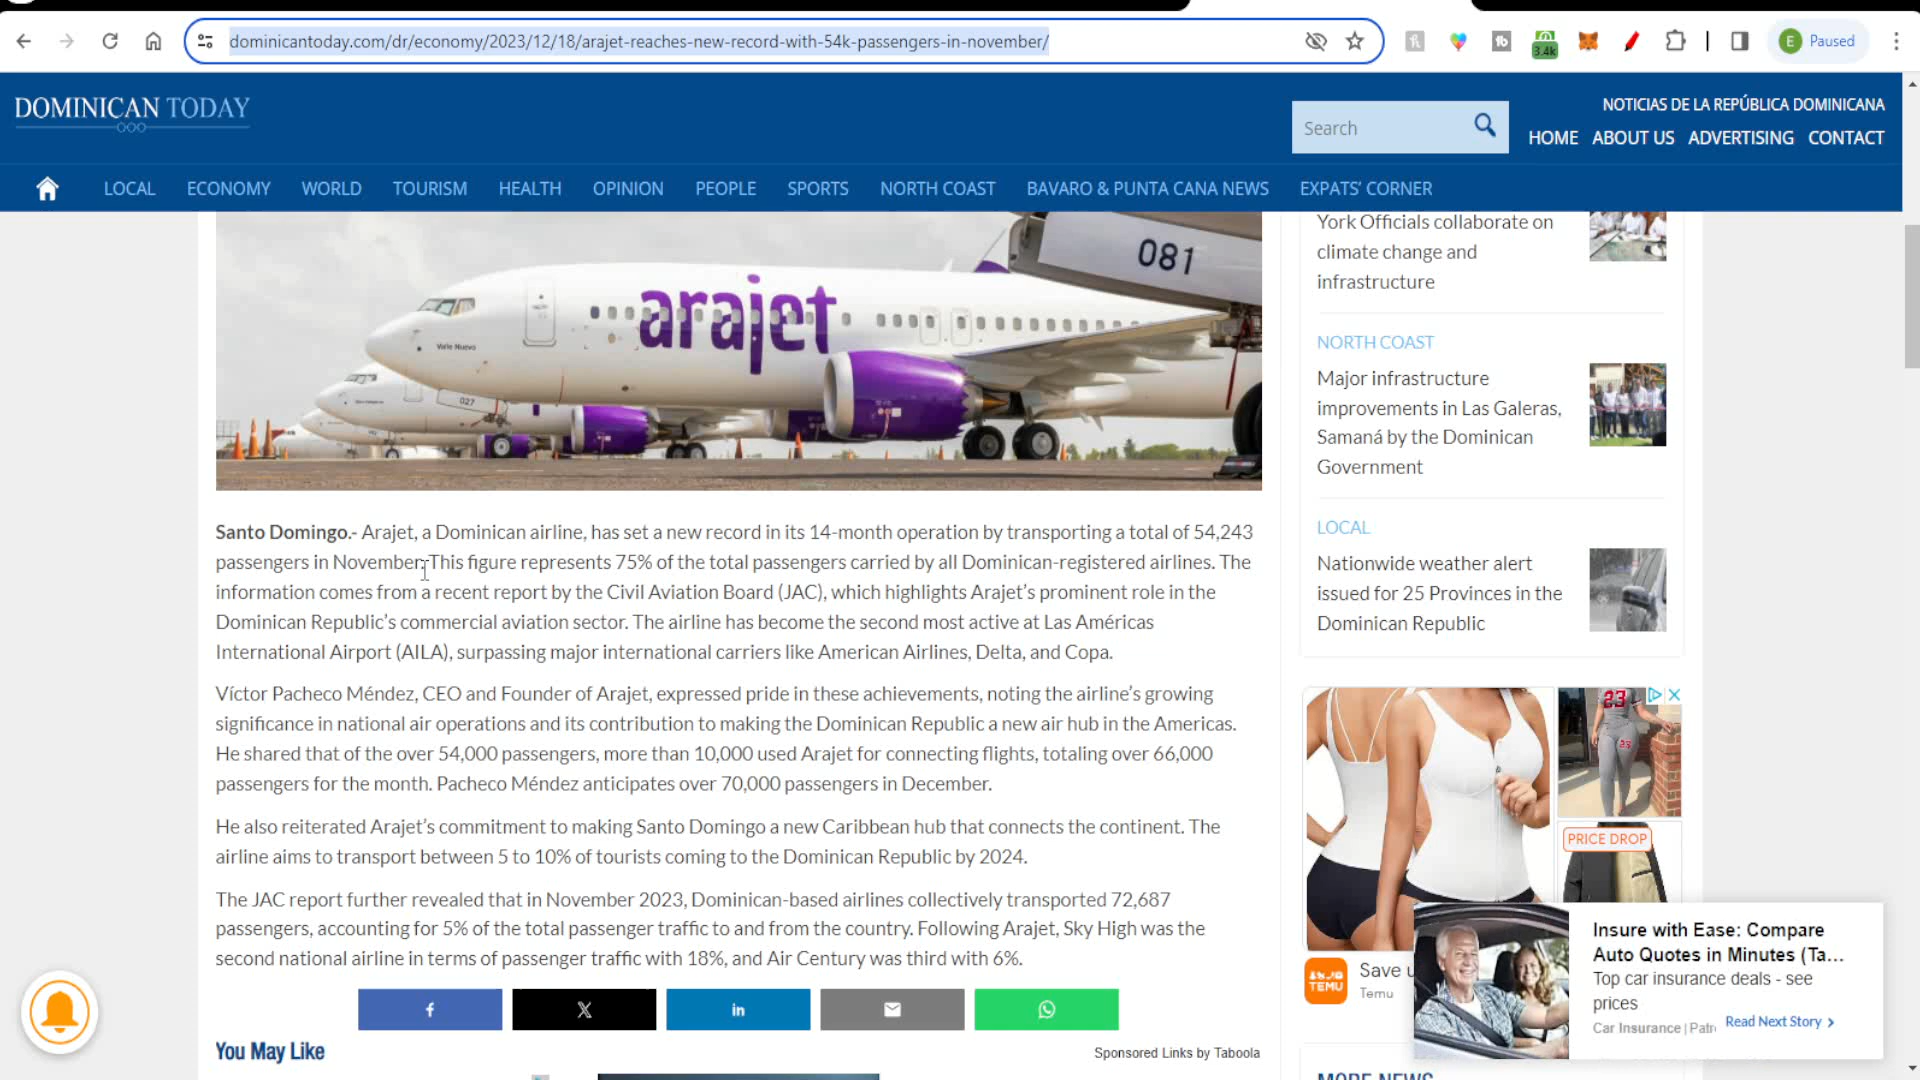 dominicantoday.com/dr/economy/2023/12/18/arajet-reaches-new-record-with-54k-passengers-in-november/
3.4k
E Paused
DOMINICAN TODAY
Search
NOTICIAS DE LA REPÚBLICA DOMINICANA
HOME ABOUT US ADVERTISING CONTACT
LOCAL ECONOMY WORLD TOURISM HEALTH OPINION PEOPLE SPORTS NORTH COAST BAVARO & PUNTA CANA NEWS EXPATS' CORNER
081
arajet
Valle Nuevo
027
Santo Domingo.- Arajet, a Dominican airline, has set a new record in its 14-month operation by transporting a total of 54,243
passengers in November. This figure represents 75% of the total passengers carried by all Dominican-registered airlines. The
information comes from a recent report by the Civil Aviation Board (JAC), which highlights Arajet's prominent role in the
Dominican Republic's commercial aviation sector. The airline has become the second most active at Las Américas
International Airport (AILA), surpassing major international carriers like American Airlines, Delta, and Copa.
Víctor Pacheco Méndez, CEO and Founder of Arajet, expressed pride in these achievements, noting the airline's growing
significance in national air operations and its contribution to making the Dominican Republic a new air hub in the Americas.
He shared that of the over 54,000 passengers, more than 10,000 used Arajet for connecting flights, totaling over 66,000
passengers for the month. Pacheco Méndez anticipates over 70,000 passengers in December.
He also reiterated Arajet's commitment to making Santo Domingo a new Caribbean hub that connects the continent. The
airline aims to transport between 5 to 10% of tourists coming to the Dominican Republic by 2024.
The JAC report further revealed that in November 2023, Dominican-based airlines collectively transported 72,687
passengers, accounting for 5% of the total passenger traffic to and from the country. Following Arajet, Sky High was the
second national airline in terms of passenger traffic with 18%, and Air Century was third with 6%.
You May Like
Sponsored Links by Taboola
York Officials collaborate on
climate change and
infrastructure
NORTH COAST
Major infrastructure
improvements in Las Galeras,
Samaná by the Dominican
Government
LOCAL
Nationwide weather alert
issued for 25 Provinces in the
Dominican Republic
23
23
PRICE DROP
TEMU
Save
Temu
Insure with Ease: Compare
Auto Quotes in Minutes (Ta...
Top car insurance deals - see
prices
Car Insurance | Patr
Read Next Story >
MORE NEWS